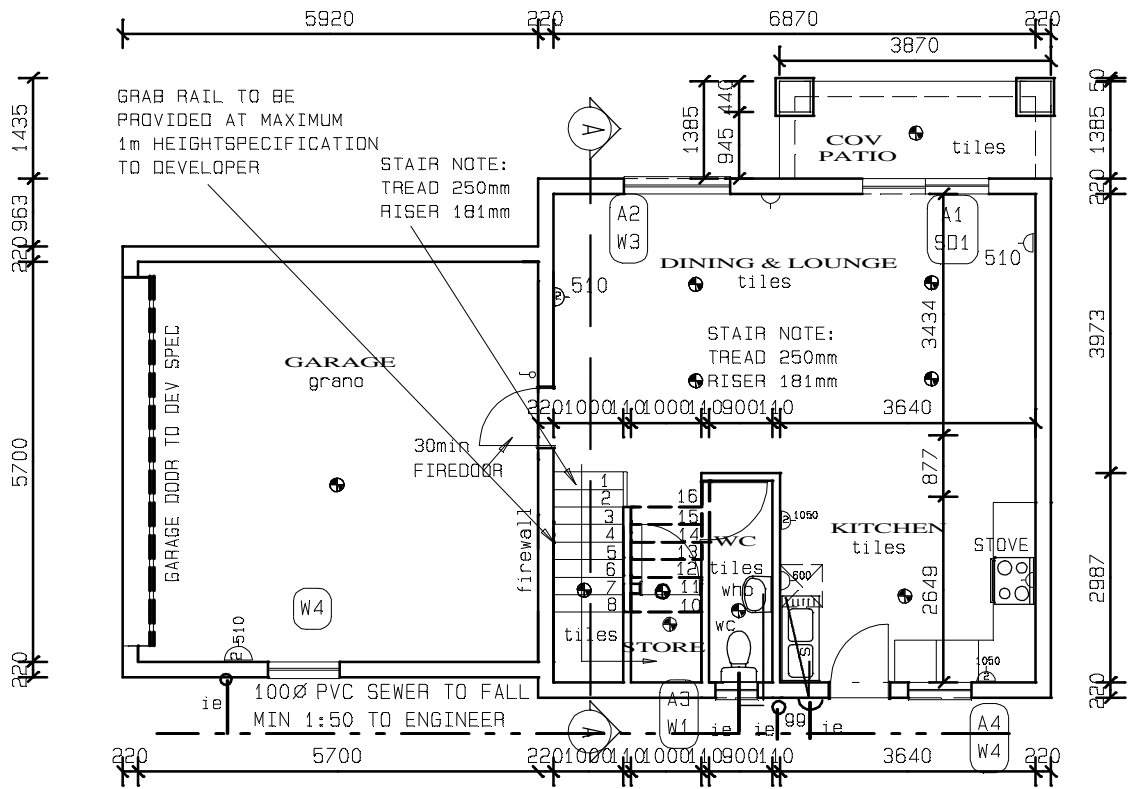 5920
220
6870
220
3870
GRAB RAIL TO BE
PROVIDED AT MAXIMUM
1m HEIGHTSPECIFICATION
TO DEVELOPER
STAIR NOTE:
TREAD 250mm
RISER 181mm
A
440
1385
945
COV
PATIO
tiles
50
1385
220
1435
963
220
A2
W3
A1
SD1
510
DINING & LOUNGE
tiles
510
3434
3973
STAIR NOTE:
TREAD 250mm
RISER 181mm
GARAGE
grano
GARAGE DOOR TO DEV SPEC
5700
220
1000
110
1000
110
900
110
3640
30min
FIREDOOR
877
firewall
1
2
3
4
5
6
7
8
16
15
14
13
12
11
10
WC
tiles
whb
wc
1050
KITCHEN
tiles
STOVE
600
2649
2987
W4
510
tiles
STORE
S
1050
220
220
ie
100Ø PVC SEWER TO FALL
MIN 1:50 TO ENGINEER
A
A3
W1
ie
ie
gg
ie
A4
W4
220
5700
220
1000
110
1000
110
900
110
3640
220